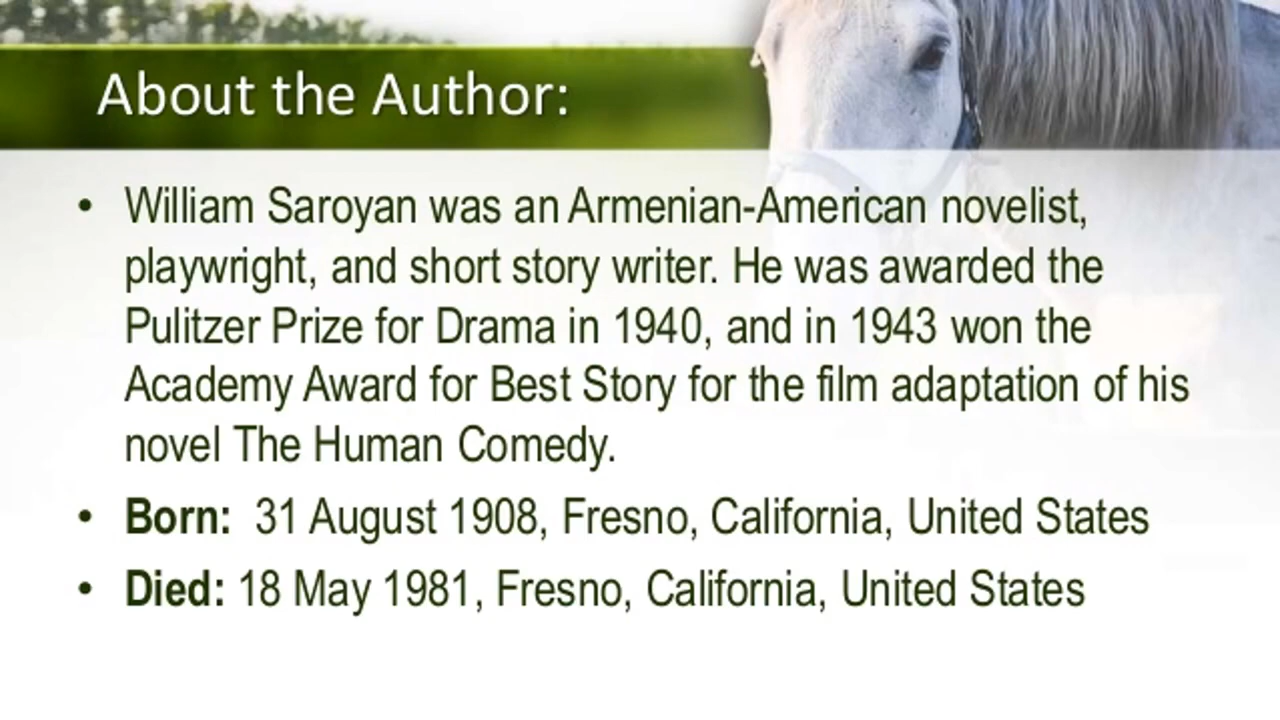 About the Author:
• William Saroyan was an Armenian-American novelist,
playwright, and short story writer. He was awarded the
Pulitzer Prize for Drama in 1940, and in 1943 won the
Academy Award for Best Story for the film adaptation of his
novel The Human Comedy.
• Born: 31 August 1908, Fresno, California, United States
• Died: 18 May 1981, Fresno, California, United States